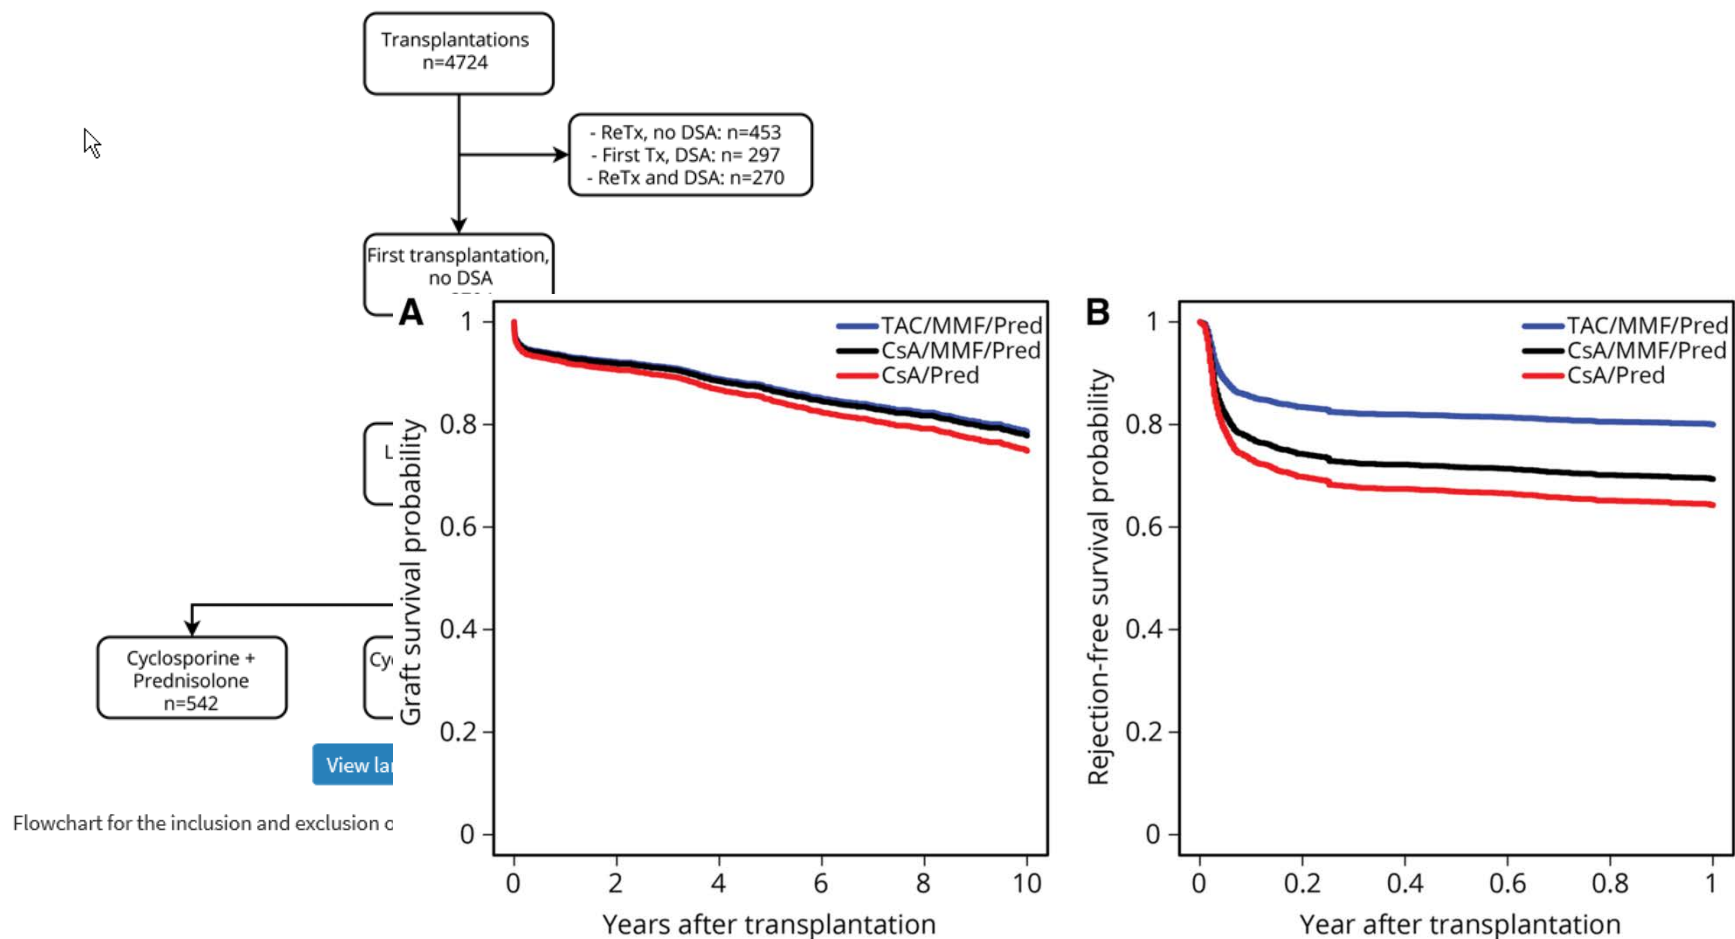 Transplantations
n=4724
- ReTx, no DSA: n=453
- First Tx, DSA: n= 297
- ReTx and DSA: n=270
First transplantation,
no DSA
L
Cyclosporine +
Prednisolone
n=542
Cy
View la
Flowchart for the inclusion and exclusion o
A
TAC/MMF/Pred
CsA/MMF/Pred
CsA/Pred
Graft survival probability
1
0.8
0.6
0.4
0.2
0
0 2 4 6 8 10
Years after transplantation
B
TAC/MMF/Pred
CsA/MMF/Pred
CsA/Pred
Rejection-free survival probability
1
0.8
0.6
0.4
0.2
0
0 0.2 0.4 0.6 0.8 1
Year after transplantation